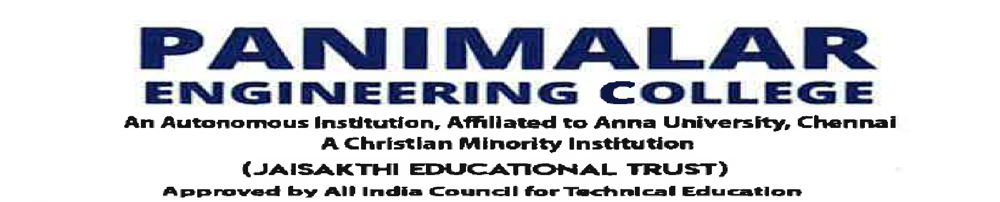 PANIMALAR
ENGINEERING COLLEGE
An Autonomous Institution, Affiliated to Anna University, Chennai
A Christian Minority Institution
(JAISAKTHI EDUCATIONAL TRUST)
Approved by All India Council for Technical Education